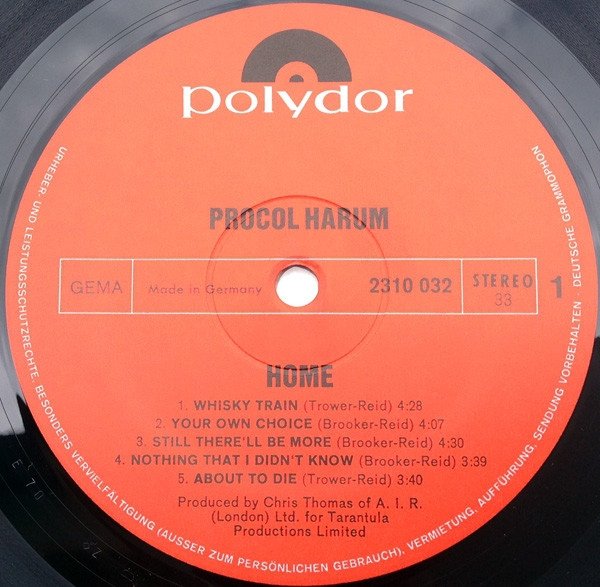 polydor
PROCOL HARUM
GEMA
Made in Germany
2310 032
STEREO
33
1
HOME
1. WHISKY TRAIN (Trower-Reid) 4:28
2. YOUR OWN CHOICE (Brooker-Reid) 4:07
3. STILL THERE'LL BE MORE (Brooker-Reid) 4:30
4. NOTHING THAT I DIDN'T KNOW (Brooker-Reid) 3:39
5. ABOUT TO DIE (Trower-Reid) 3:40
Produced by Chris Thomas of A. I. R.
(London) Ltd. for Tarantula
Productions Limited
URHEBER- UND LEISTUNGSSCHUTZRECHTE, BESONDERS VERVIELFÄLTIGUNG (AUSSER ZUM PERSÖNLICHEN GEBRAUCH), VERMIETUNG, AUFFÜHRUNG, SENDUNG VORBEHALTEN DEUTSCHE GRAMMOPHON
E 70